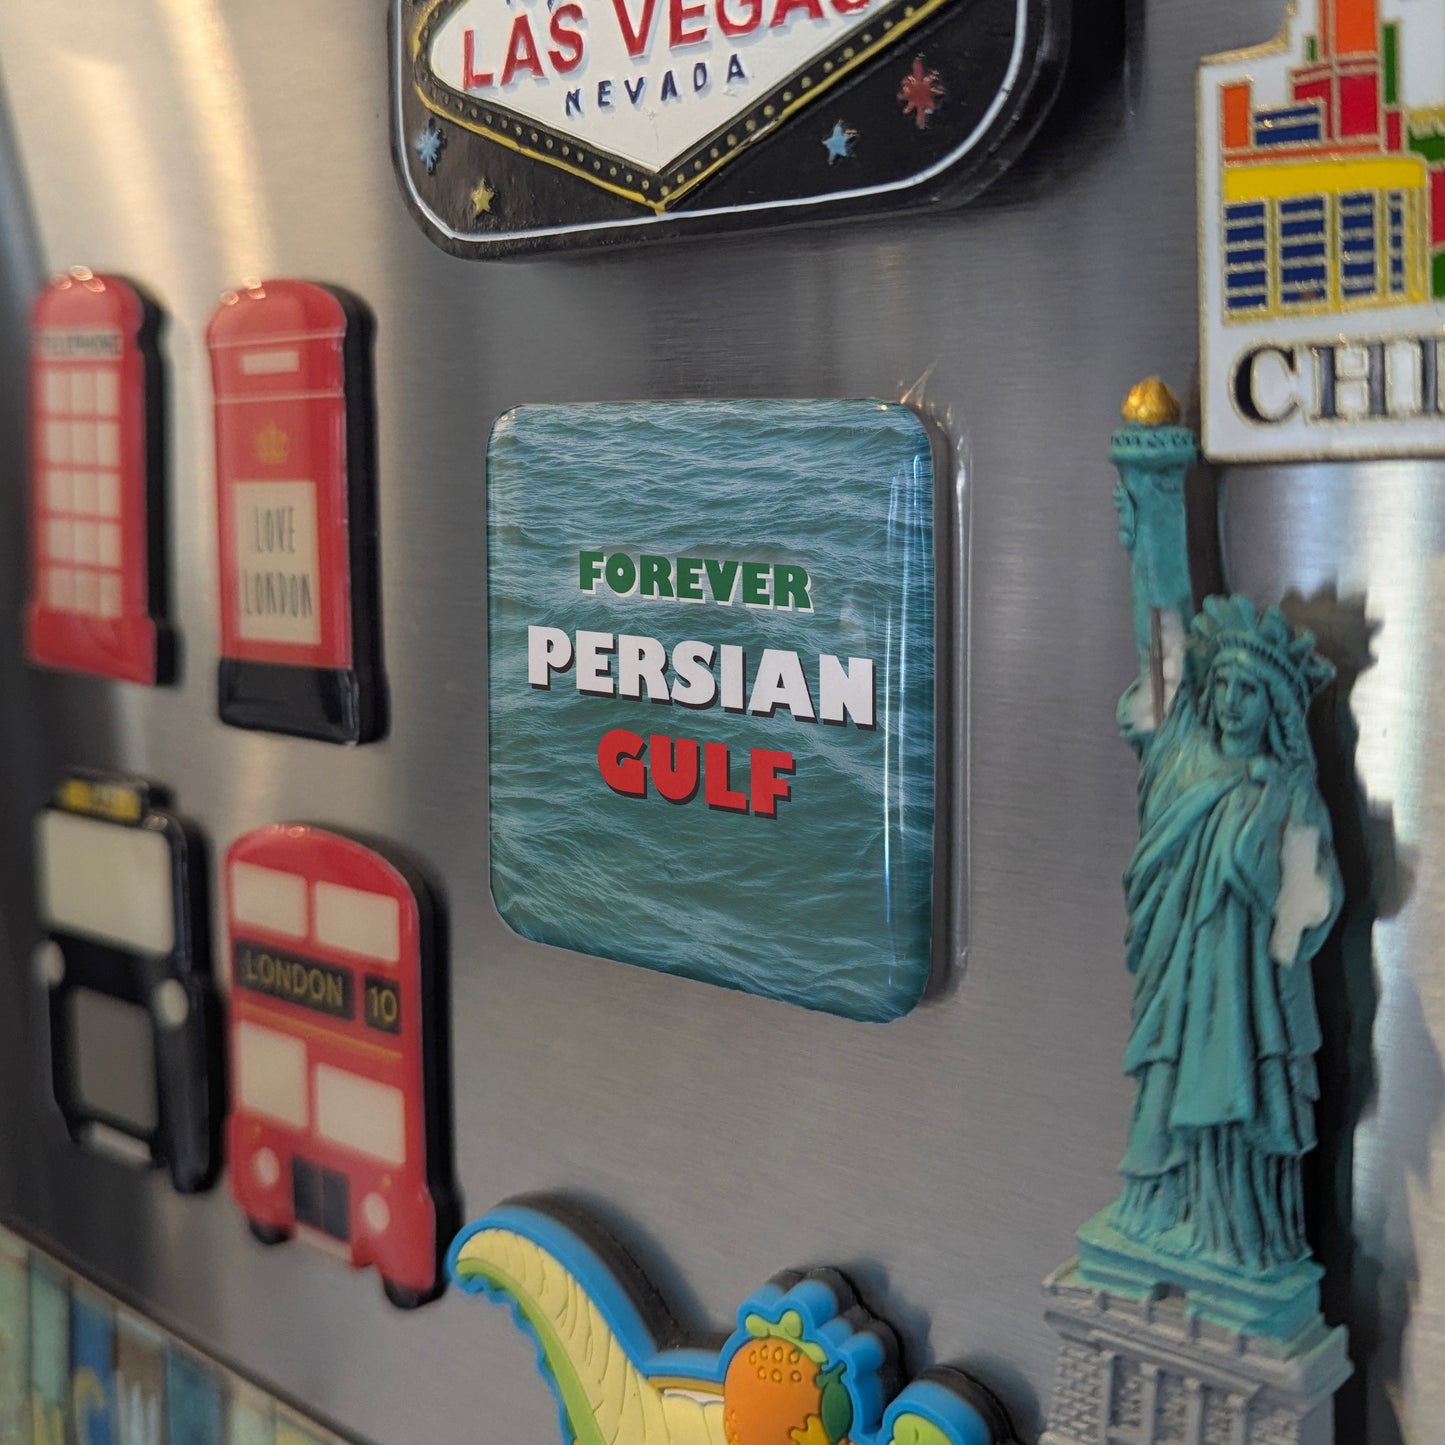 LAS VEGAS
NEVADA
CHI
TELEPHONE
LOVE
LONDON
FOREVER
PERSIAN
GULF
LONDON 10